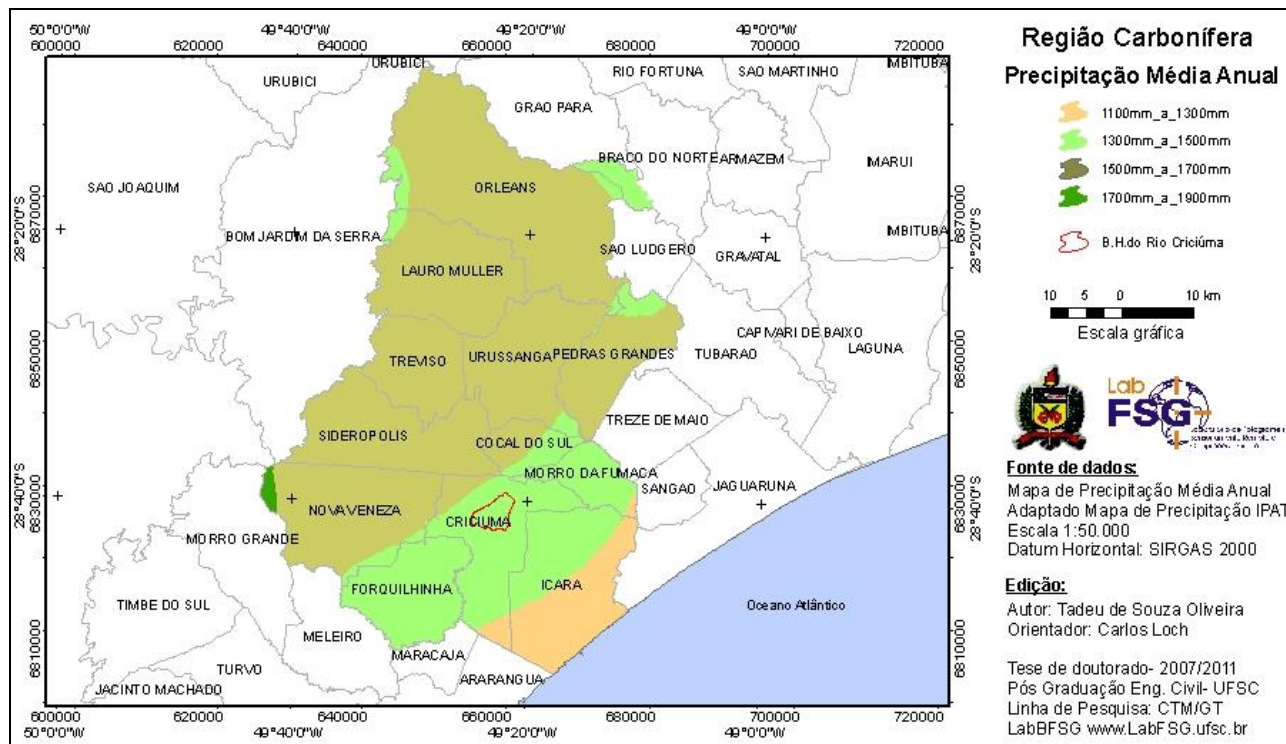 50°0'0"W 49°40'0"W 49°20'0"W 49°0'0"W
600000 620000 640000 660000 680000 700000 720000
URUBICI
URUBICI
RIO FORTUNA
SAO MARTINHO
MBITUBA
GRAO PARA
BRACO DO NORTE
ARMAZEM
IMARUI
SAO JOAQUIM
ORLEANS
6870000
28°20'0"S
6870000
28°20'0"S
BOM JARDIM DA SERRA
SAO LUDGERO
GRAVATAL
MBITUBA
LAURO MULLER
CAPIVARI DE BAIXO
LAGUNA
6850000
6850000
TREVISO
URUSSANGA
PEDRAS GRANDES
TUBARAO
TREZE DE MAIO
SIDEROPOLIS
COCAL DO SUL
MORRO DA FUMACA
SANGAO
JAGUARUNA
6830000
28°40'0"S
6830000
28°40'0"S
NOVA VENEZA
CRICIUMA
MORRO GRANDE
FORQUILHINHA
ICARA
TIMBE DO SUL
Oceano Atlântico
MELEIRO
6810000
6810000
MARACAJA
TURVO
ARARANGUA
JACINTO MACHADO
600000 620000 640000 660000 680000 700000 720000
50°0'0"W 49°40'0"W 49°20'0"W 49°0'0"W
Região Carbonífera
Precipitação Média Anual
1100mm_a_1300mm
1300mm_a_1500mm
1500mm_a_1700mm
1700mm_a_1900mm
B.H.do Rio Criciúma
10 5 0 10 km
Escala gráfica
Lab
FSG
Fonte de dados:
Mapa de Precipitação Média Anual
Adaptado Mapa de Precipitação IPAT
Escala 1:50.000
Datum Horizontal: SIRGAS 2000
Edição:
Autor: Tadeu de Souza Oliveira
Orientador: Carlos Loch
Tese de doutorado- 2007/2011
Pós Graduação Eng. Civil- UFSC
Linha de Pesquisa: CTM/GT
LabBFSG www.LabFSG.ufsc.br